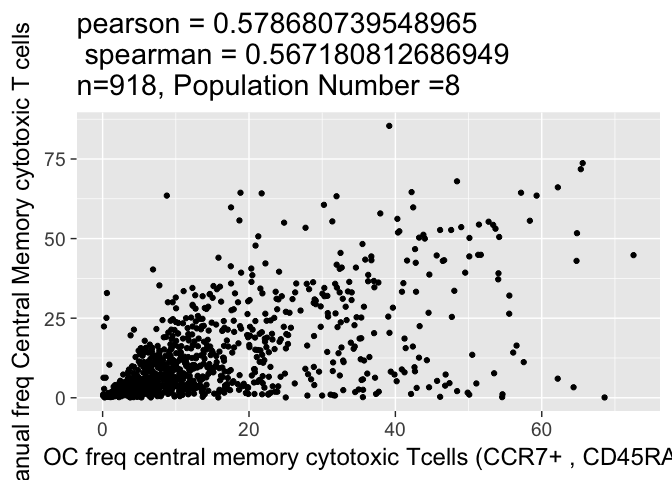 pearson = 0.578680739548965
spearman = 0.567180812686949
n=918, Population Number =8
anual freq Central Memory cytotoxic T cells
75
50
25
0
0 20 40 60
OC freq central memory cytotoxic Tcells (CCR7+ , CD45RA